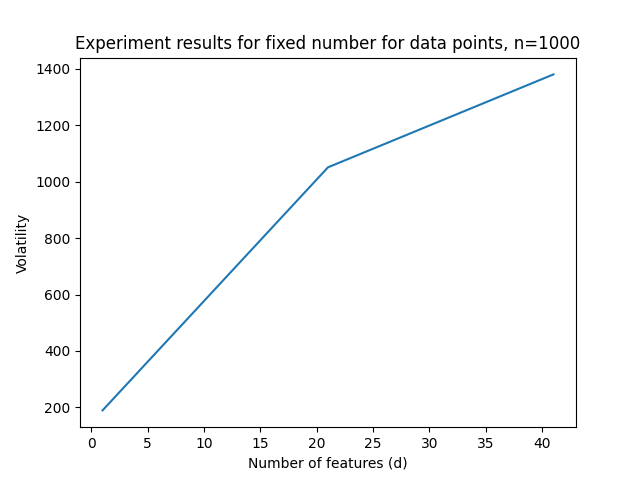 Experiment results for fixed number for data points, n=1000
1400
1200
1000
800
600
400
200
Volatility
0 5 10 15 20 25 30 35 40
Number of features (d)